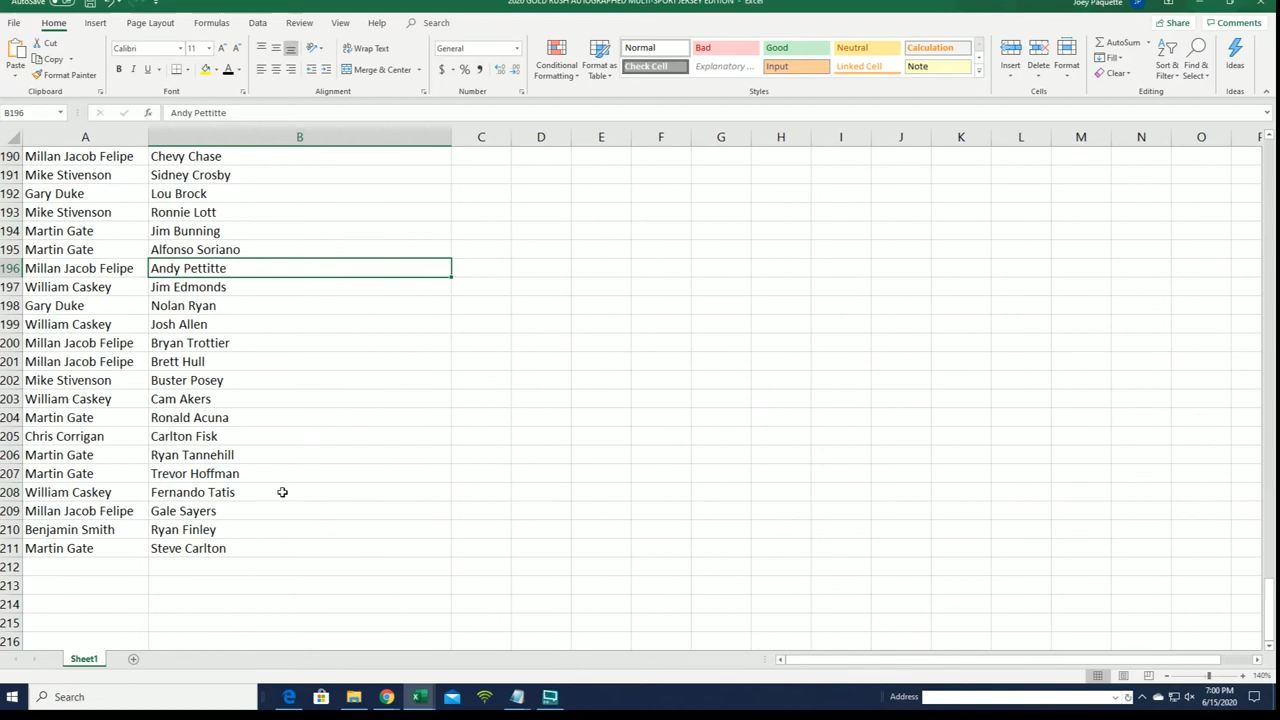 AutoSave
2020 GOLD RUSH AUTOGRAPHED MULTI-SPORT JERSEY EDITION - Excel
Joey Paquette JP
File Home Insert Page Layout Formulas Data Review View Help Search Share Comments
Cut
Copy
Format Painter
Paste
Calibri 11
Wrap Text
Merge & Center
General
Conditional Formatting
Format as Table
Normal Bad Good Neutral Calculation
Check Cell Explanatory ... Input Linked Cell Note
Insert Delete Format
AutoSum
Fill
Clear
Sort & Filter
Find & Select
Ideas
Clipboard Font Alignment Number Styles Cells Editing Ideas
B196 fx Andy Pettitte
A B C D E F G H I J K L M N O
190 Millan Jacob Felipe Chevy Chase
191 Mike Stivenson Sidney Crosby
192 Gary Duke Lou Brock
193 Mike Stivenson Ronnie Lott
194 Martin Gate Jim Bunning
195 Martin Gate Alfonso Soriano
196 Millan Jacob Felipe Andy Pettitte
197 William Caskey Jim Edmonds
198 Gary Duke Nolan Ryan
199 William Caskey Josh Allen
200 Millan Jacob Felipe Bryan Trottier
201 Millan Jacob Felipe Brett Hull
202 Mike Stivenson Buster Posey
203 William Caskey Cam Akers
204 Martin Gate Ronald Acuna
205 Chris Corrigan Carlton Fisk
206 Martin Gate Ryan Tannehill
207 Martin Gate Trevor Hoffman
208 William Caskey Fernando Tatis
209 Millan Jacob Felipe Gale Sayers
210 Benjamin Smith Ryan Finley
211 Martin Gate Steve Carlton
212
213
214
215
216
Sheet1
140%
Search
Address
7:00 PM
6/15/2020